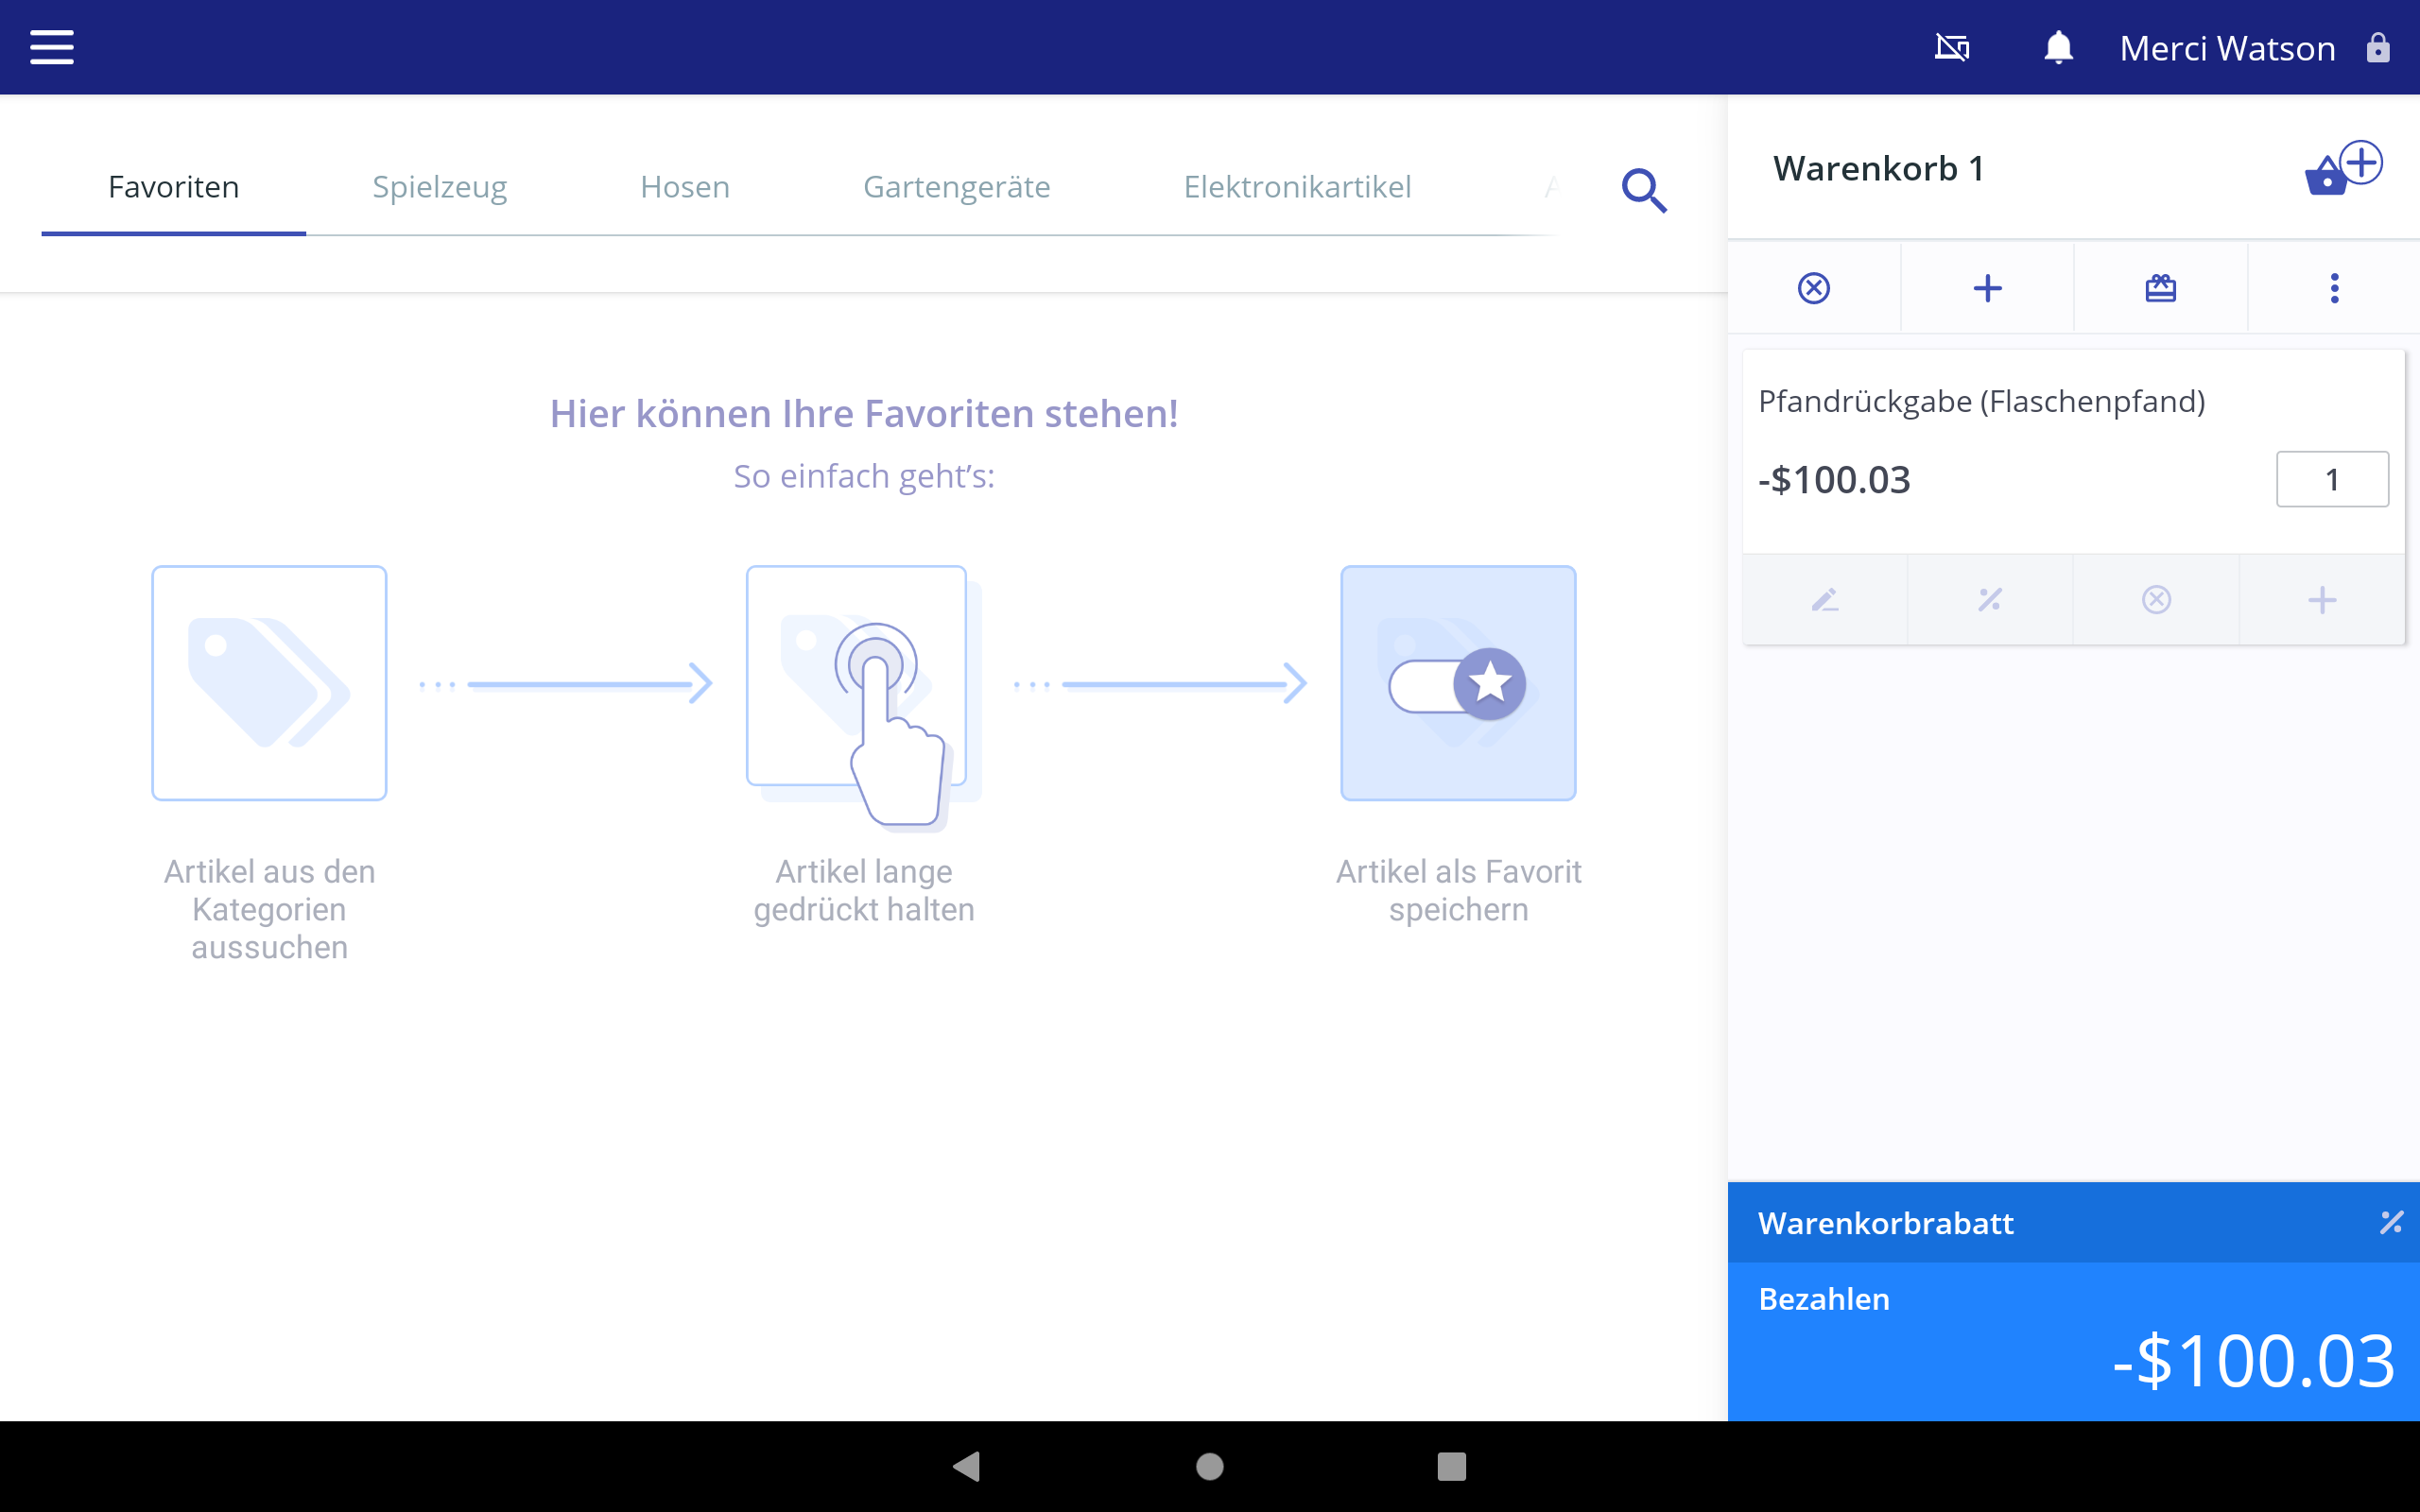 Merci Watson
Favoriten
Spielzeug
Hosen
Gartengeräte
Elektronikartikel
Hier können Ihre Favoriten stehen!
So einfach geht's:
Artikel aus den
Kategorien
aussuchen
Artikel lange
gedrückt halten
Artikel als Favorit
speichern
Warenkorb 1
Pfandrückgabe (Flaschenpfand)
-$100.03
1
Warenkorbrabatt
Bezahlen
-$100.03